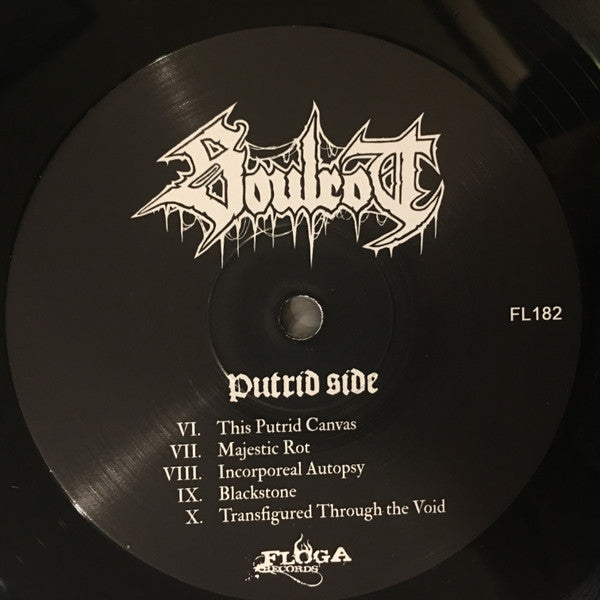 Soulrot
FL182
Putrid side
VI. This Putrid Canvas
VII. Majestic Rot
VIII. Incorporeal Autopsy
IX. Blackstone
X. Transfigured Through the Void
FLOGA
RECORDS